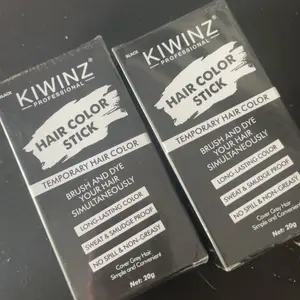 BLACK
KIWINZ®
PROFESSIONAL
HAIR COLOR
STICK
TEMPORARY HAIR COLOR
BRUSH AND DYE
YOUR HAIR
SIMULTANEOUSLY
LONG-LASTING COLOR
SWEAT & SMUDGE PROOF
NO SPILL & NON-GREASY
Cover Grey Hair
Simple and Convenient
Net: 20g
BLACK
KIWINZ®
PROFESSIONAL
HAIR COLOR
STICK
TEMPORARY HAIR COLOR
BRUSH AND DYE
YOUR HAIR
SIMULTANEOUSLY
LONG-LASTING COLOR
SWEAT & SMUDGE PROOF
NO SPILL & NON-GREASY
Cover Grey Hair
Simple and Convenient
Net: 20g